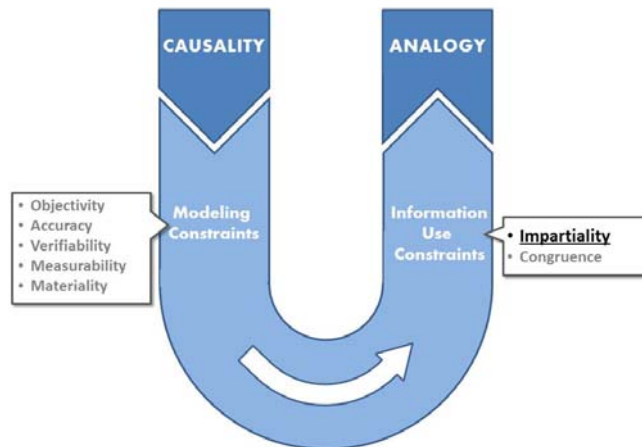 CAUSALITY
ANALOGY
• Objectivity
• Accuracy
• Verifiability
• Measurability
• Materiality
Modeling
Constraints
Information
Use
Constraints
• Impartiality
• Congruence